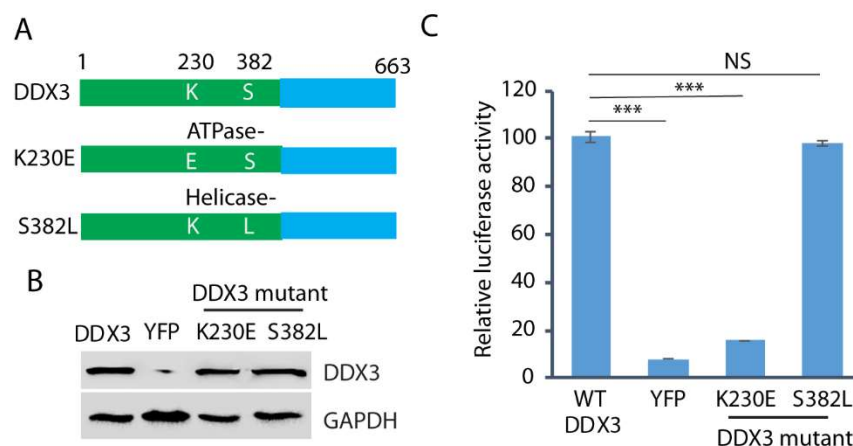 A
1 230 382 663
DDX3 K S
ATPase-
K230E E S
Helicase-
S382L K L
B
DDX3 mutant
DDX3 YFP K230E S382L
DDX3
GAPDH
C
NS
***
***
Relative luciferase activity
120
100
80
60
40
20
0
WT DDX3 YFP K230E S382L
DDX3 mutant